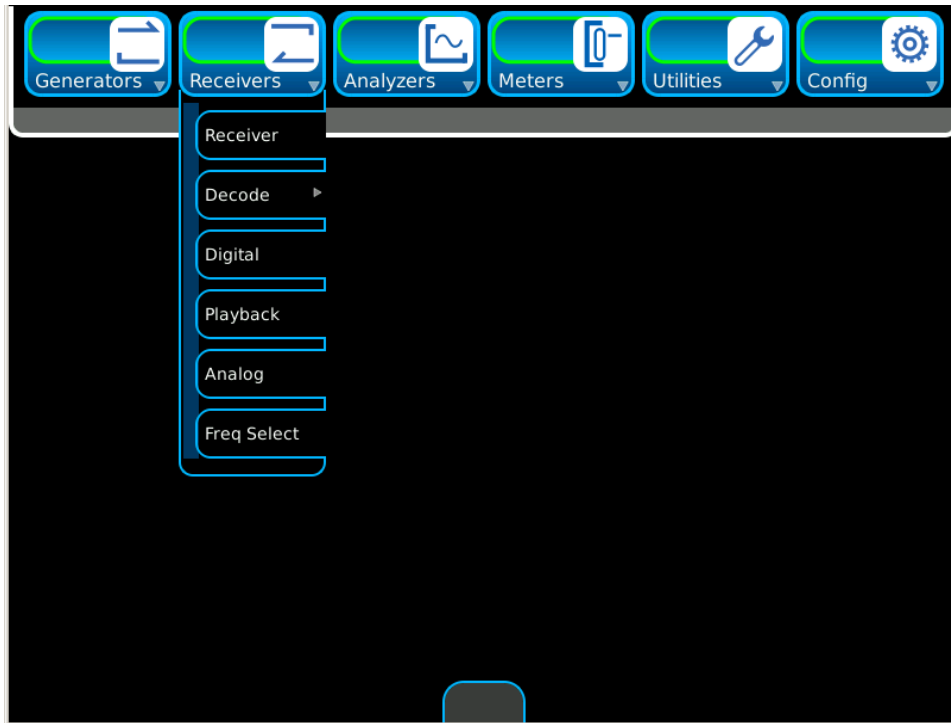 Generators
Receivers
Analyzers
Meters
Utilities
Config
Receiver
Decode
Digital
Playback
Analog
Freq Select